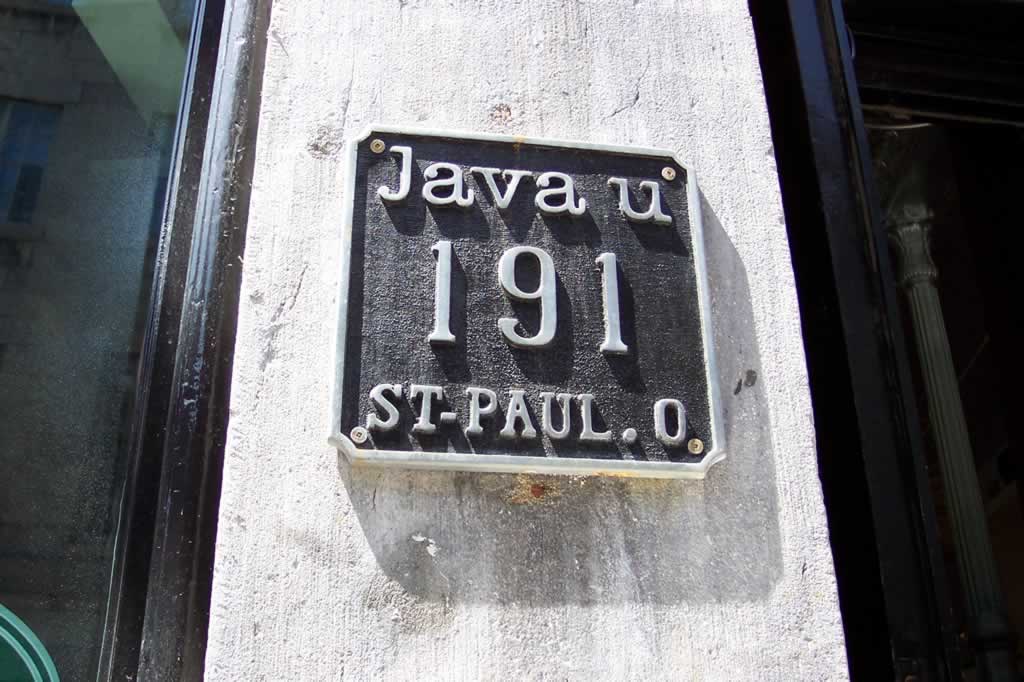 Java u
191
ST-PAUL. O